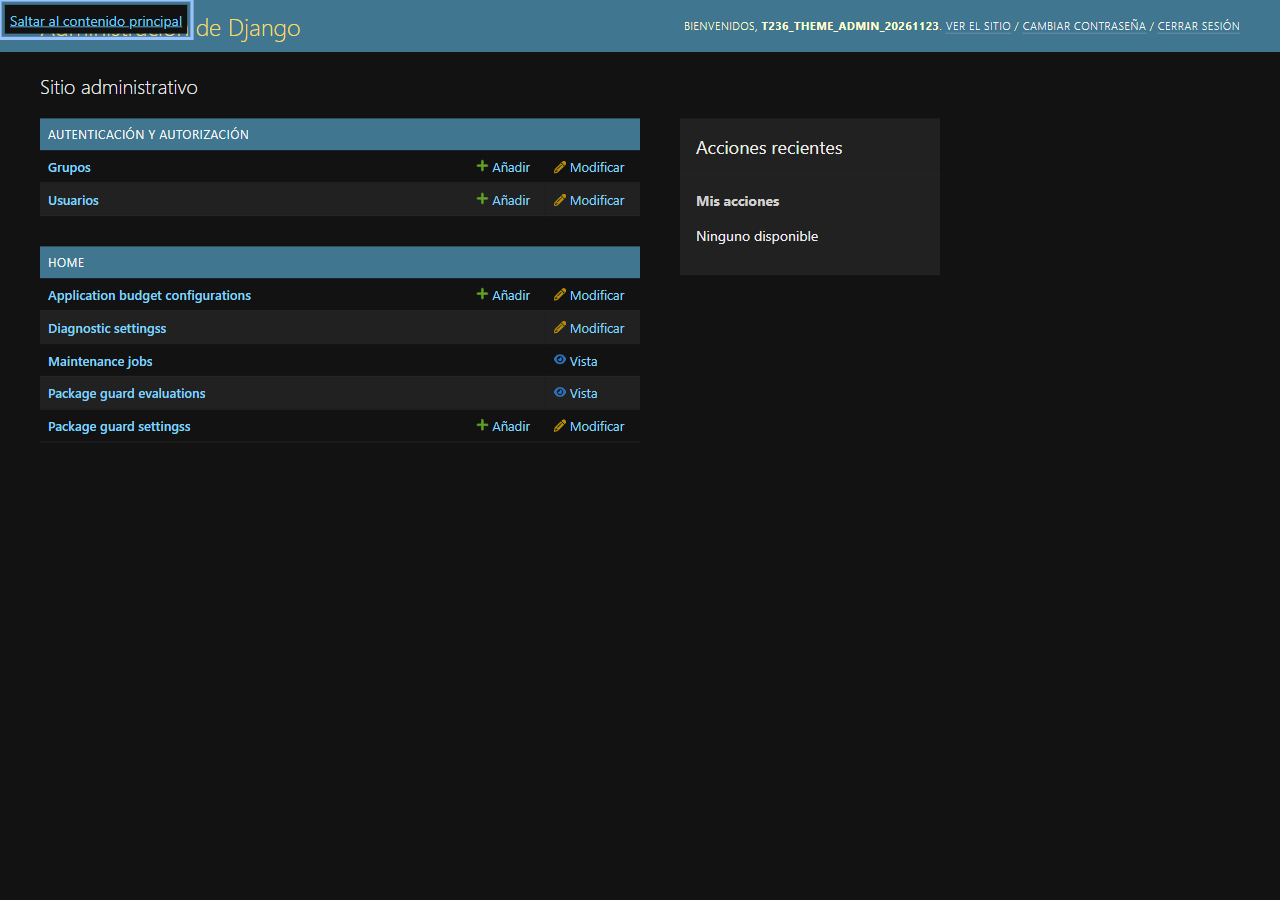 Saltar al contenido principal
de Django
BIENVENIDOS, T236_THEME_ADMIN_20261123. VER EL SITIO / CAMBIAR CONTRASEÑA / CERRAR SESIÓN
Sitio administrativo
AUTENTICACIÓN Y AUTORIZACIÓN
Grupos Añadir Modificar
Usuarios Añadir Modificar
HOME
Application budget configurations Añadir Modificar
Diagnostic settingss Modificar
Maintenance jobs Vista
Package guard evaluations Vista
Package guard settingss Añadir Modificar
Acciones recientes
Mis acciones
Ninguno disponible